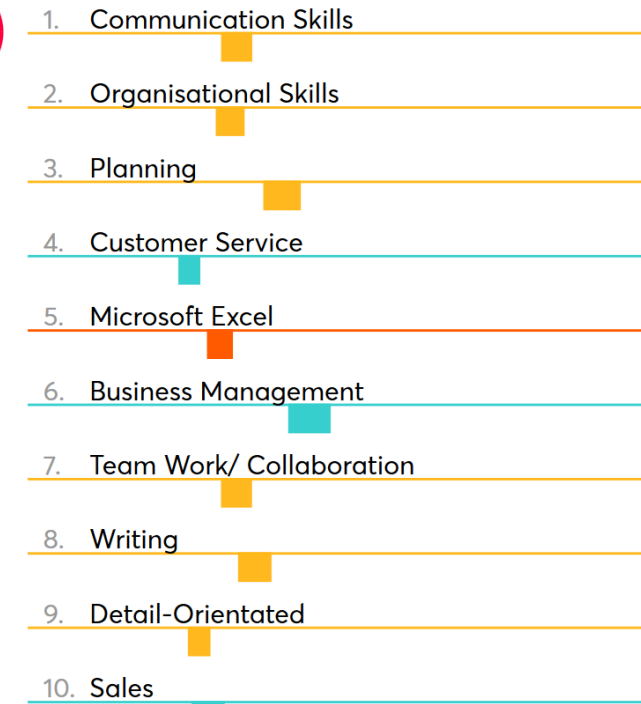 1. Communication Skills
2. Organisational Skills
3. Planning
4. Customer Service
5. Microsoft Excel
6. Business Management
7. Team Work/ Collaboration
8. Writing
9. Detail-Orientated
10. Sales